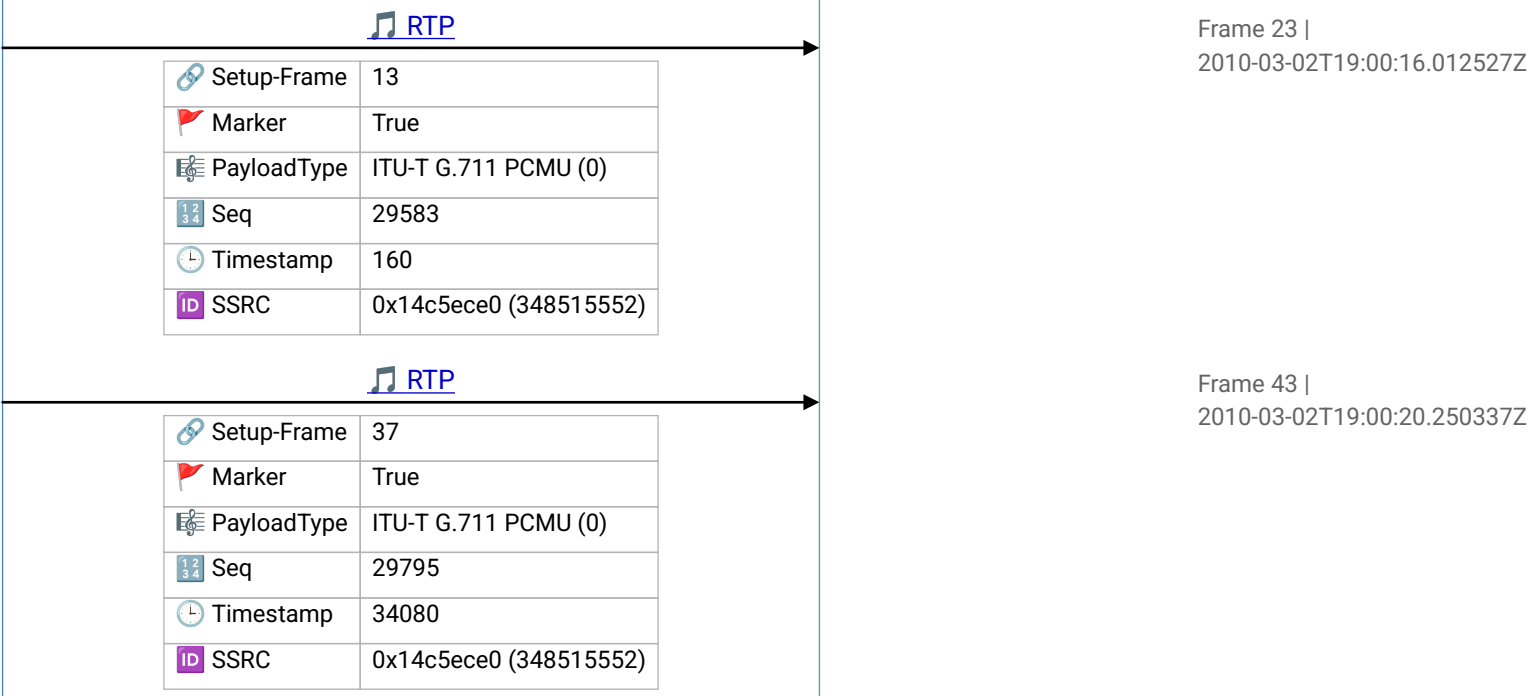 🎵 RTP
Frame 23 |
2010-03-02T19:00:16.012527Z
🔗 Setup-Frame 13
🚩 Marker True
🎼 PayloadType ITU-T G.711 PCMU (0)
🔢 Seq 29583
🕒 Timestamp 160
🆔 SSRC 0x14c5ece0 (348515552)
🎵 RTP
Frame 43 |
2010-03-02T19:00:20.250337Z
🔗 Setup-Frame 37
🚩 Marker True
🎼 PayloadType ITU-T G.711 PCMU (0)
🔢 Seq 29795
🕒 Timestamp 34080
🆔 SSRC 0x14c5ece0 (348515552)